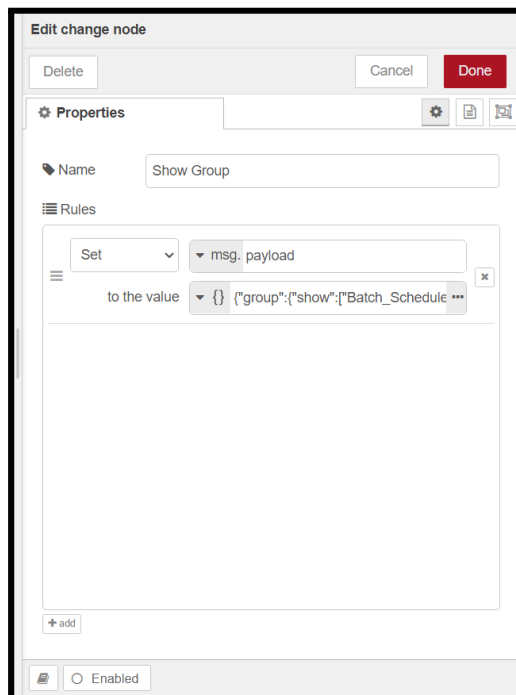 Edit change node
Delete
Cancel
Done
Properties
Name
Show Group
Rules
Set
msg. payload
to the value
{} {"group":{"show":["Batch_Schedule
add
Enabled